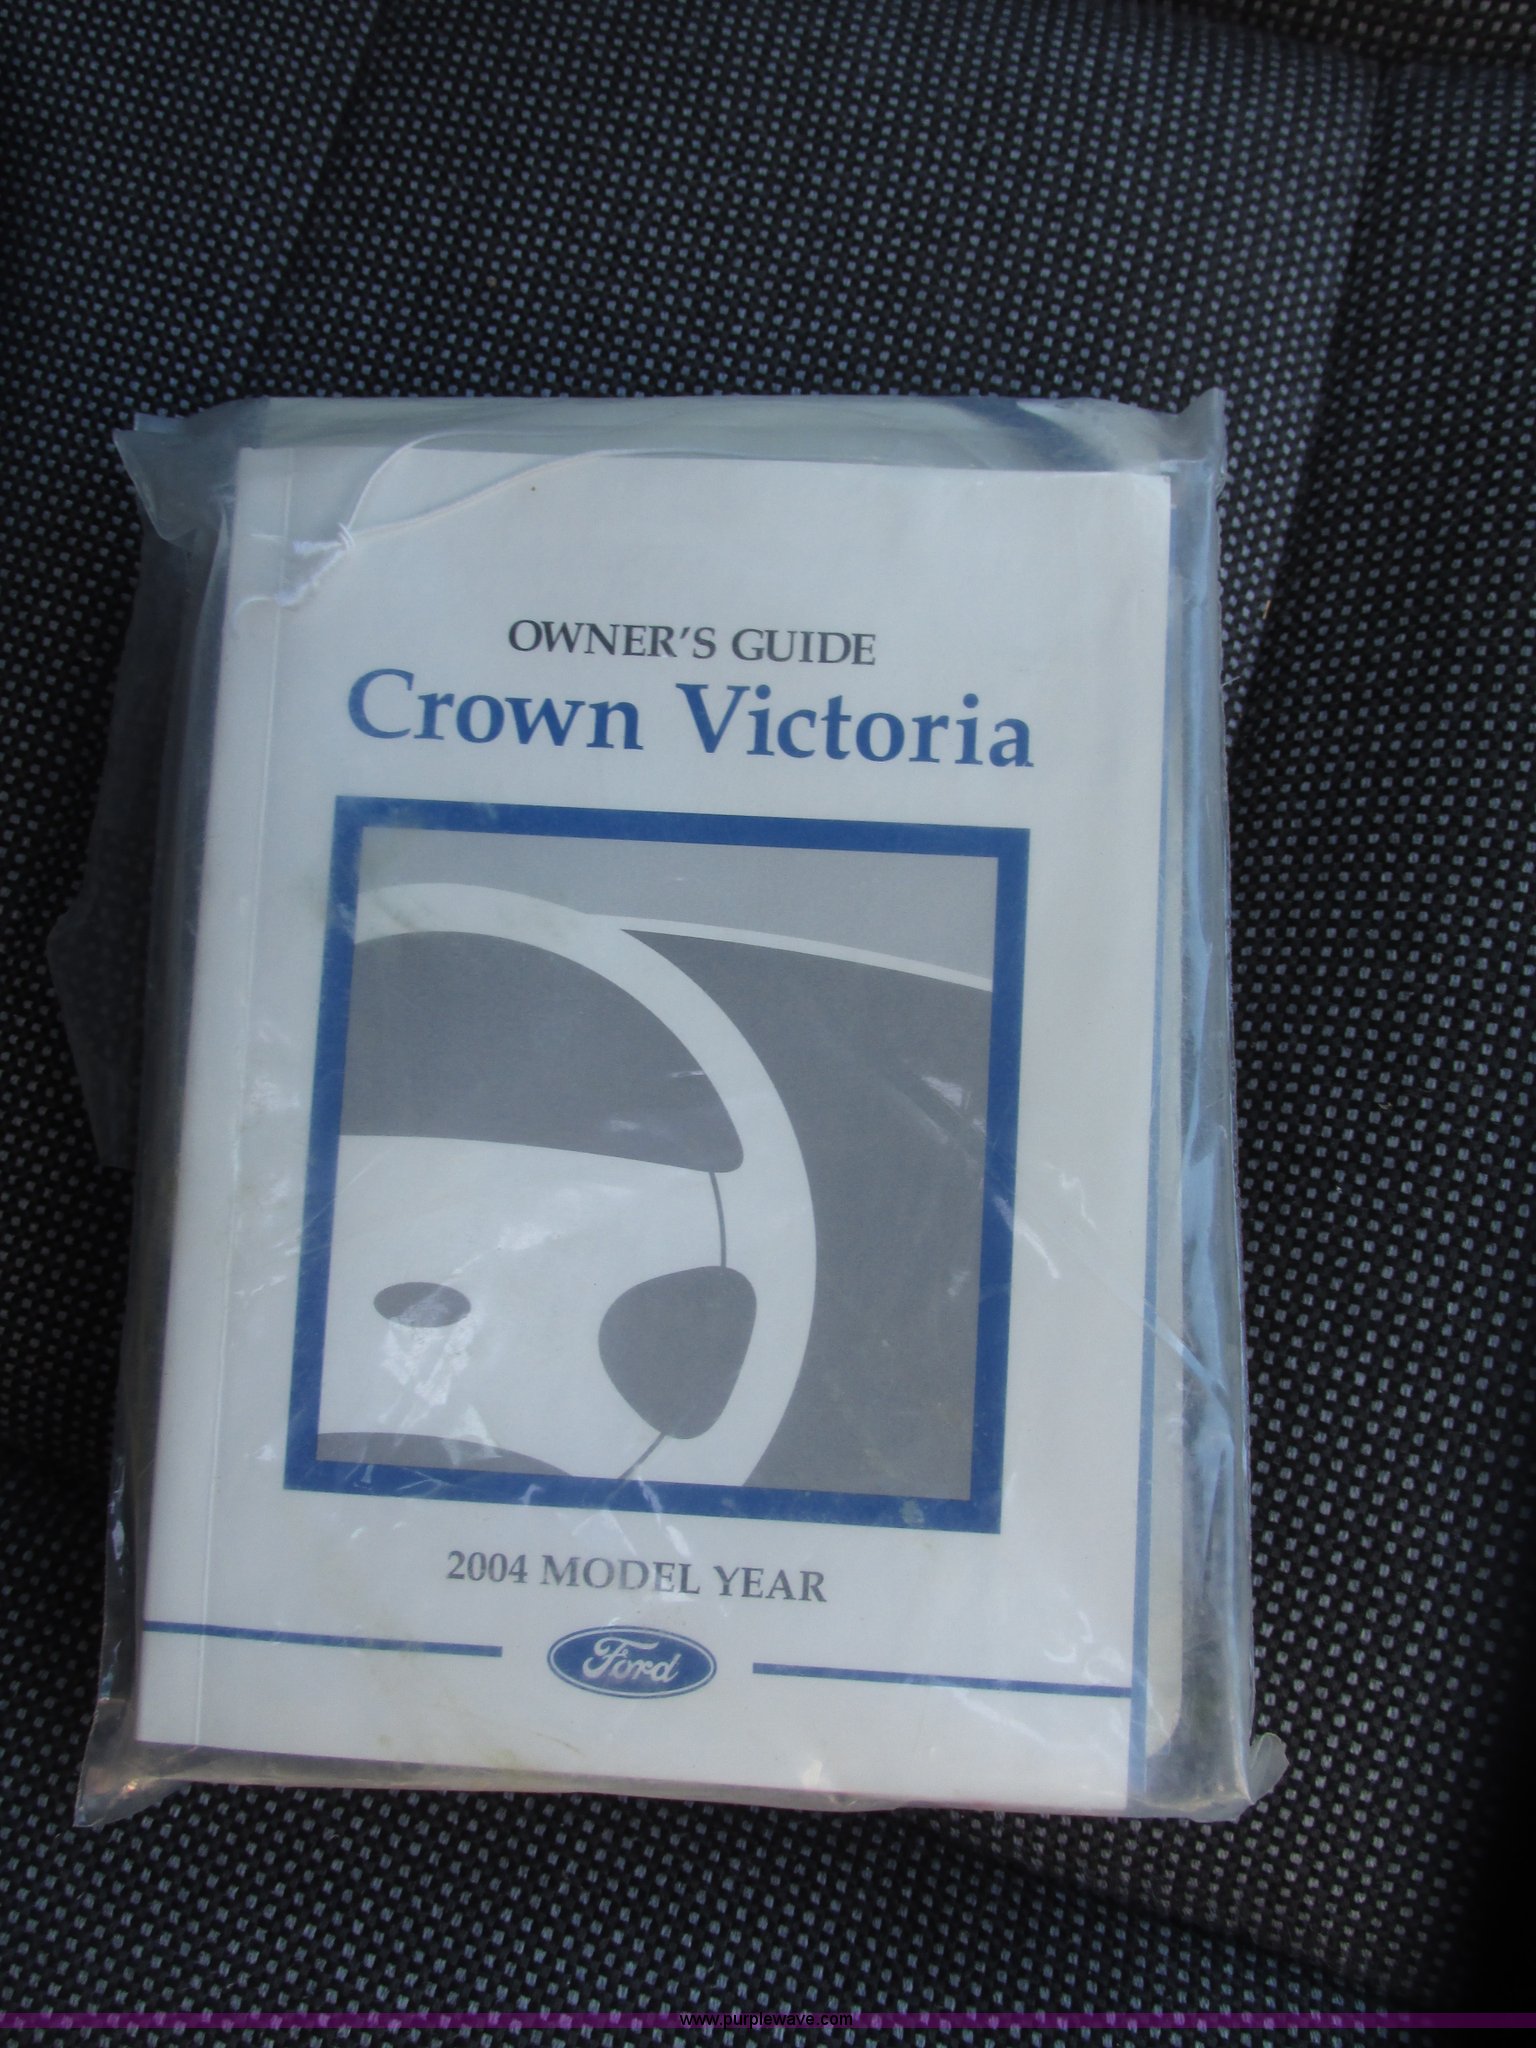 OWNER'S GUIDE
Crown Victoria
2004 MODEL YEAR
Ford
www.purplewave.com